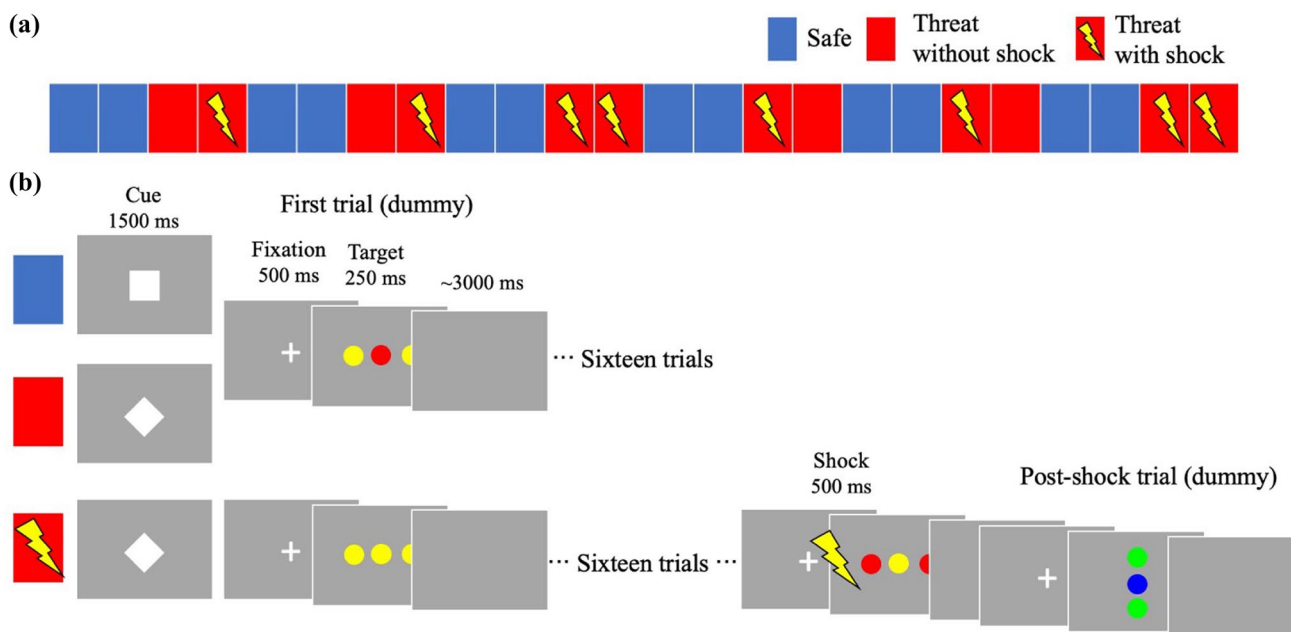 (a)
Safe
Threat
without shock
Threat
with shock
(b)
Cue
1500 ms
First trial (dummy)
Fixation
500 ms
Target
250 ms
~3000 ms
··· Sixteen trials
Shock
500 ms
Post-shock trial (dummy)
··· Sixteen trials ···